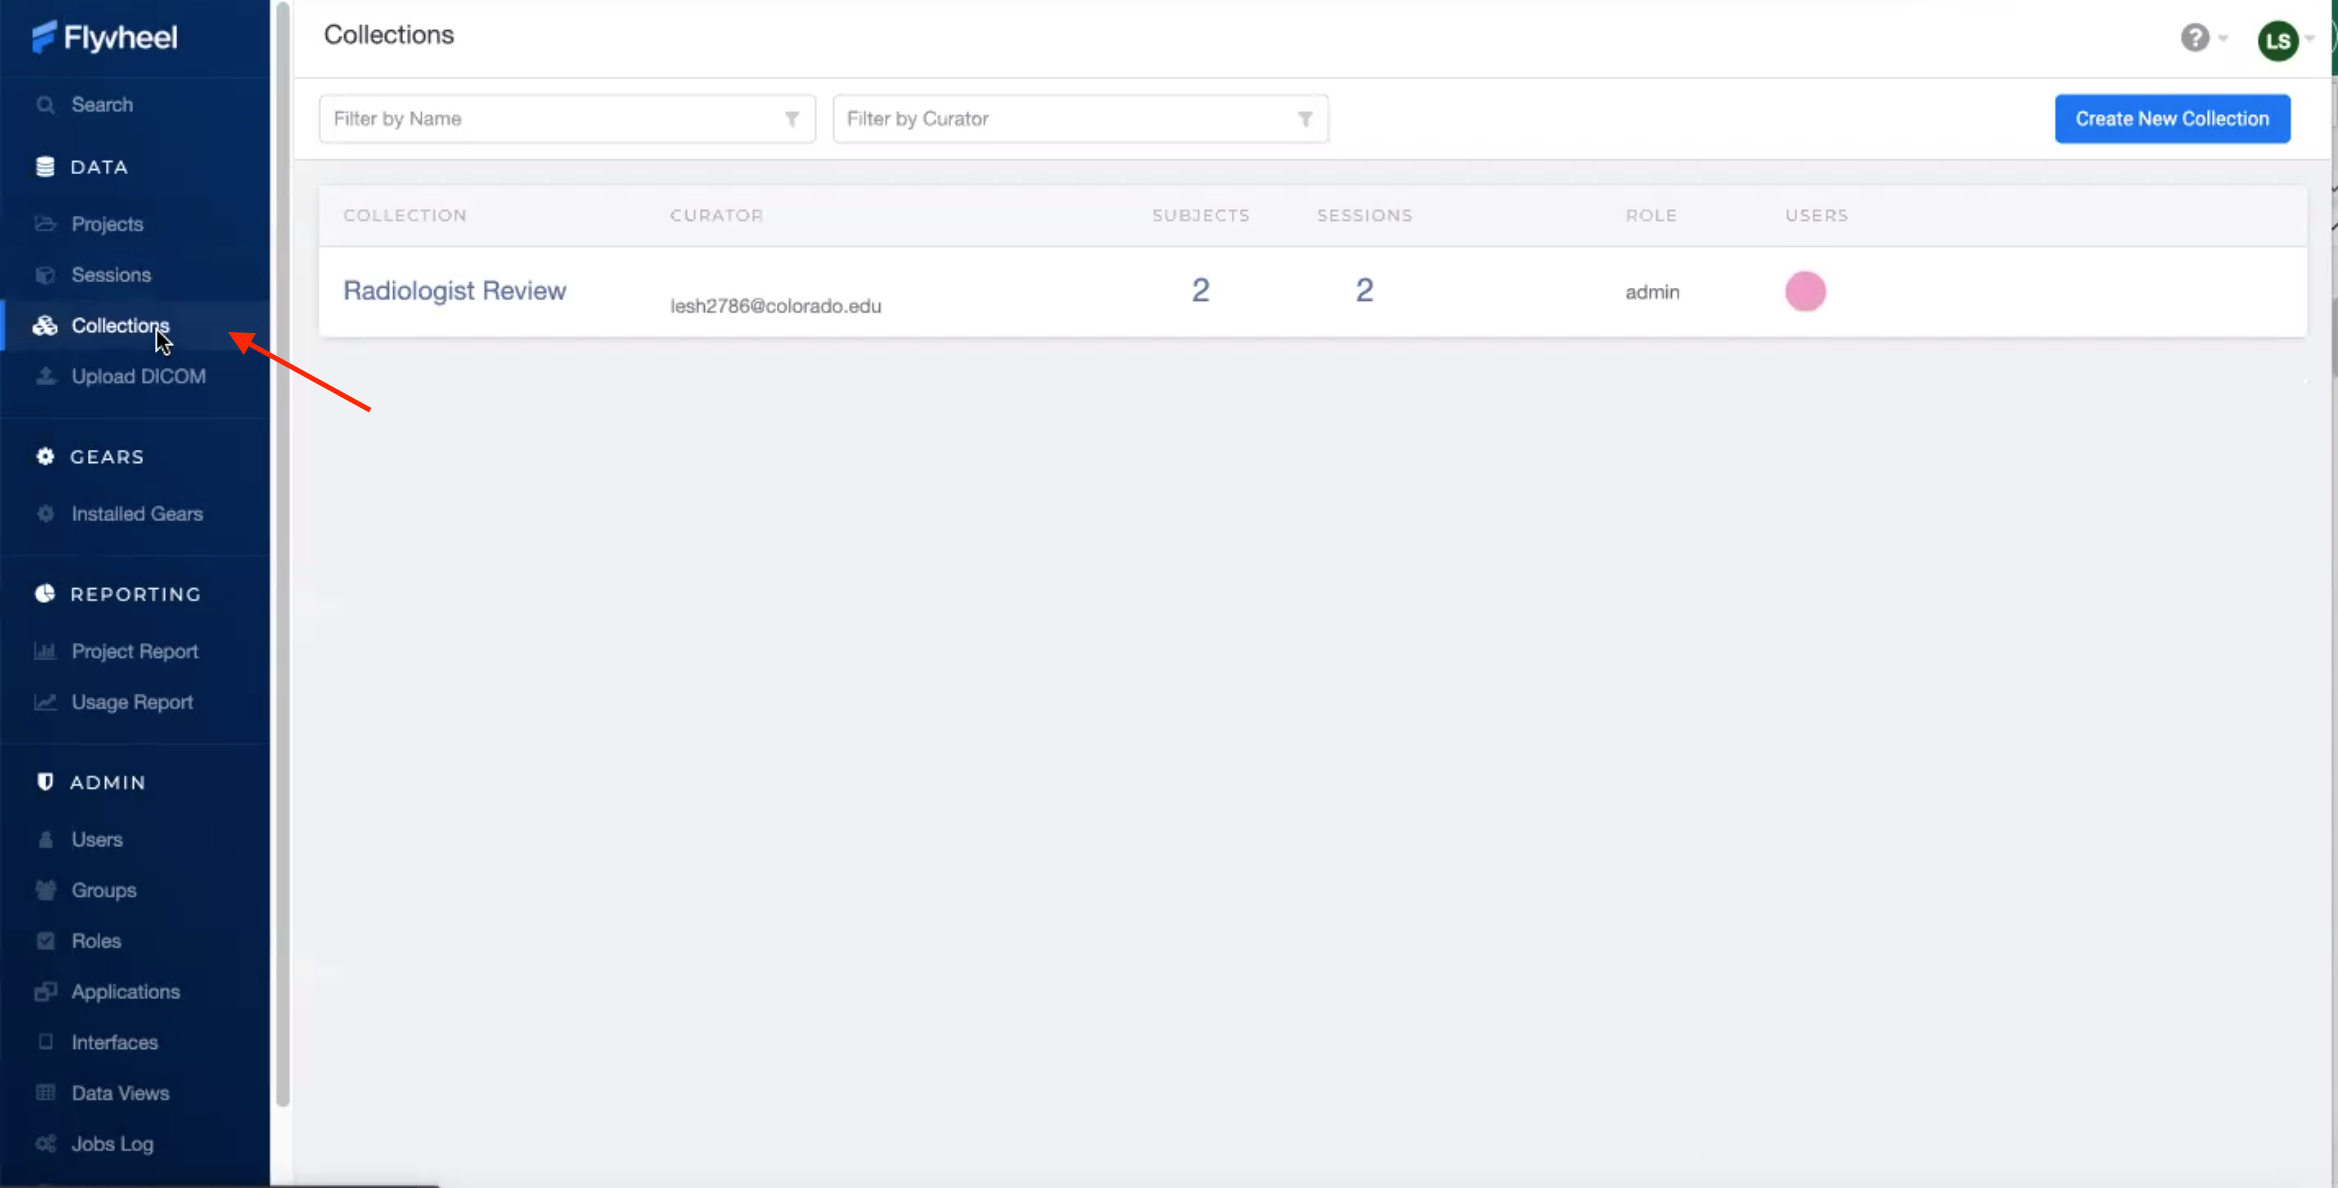 Flywheel
Collections
?
LS
Search
Filter by Name
Filter by Curator
Create New Collection
DATA
Projects
Sessions
Collections
Upload DICOM
COLLECTION CURATOR SUBJECTS SESSIONS ROLE USERS
Radiologist Review lesh2786@colorado.edu 2 2 admin
GEARS
Installed Gears
REPORTING
Project Report
Usage Report
ADMIN
Users
Groups
Roles
Applications
Interfaces
Data Views
Jobs Log